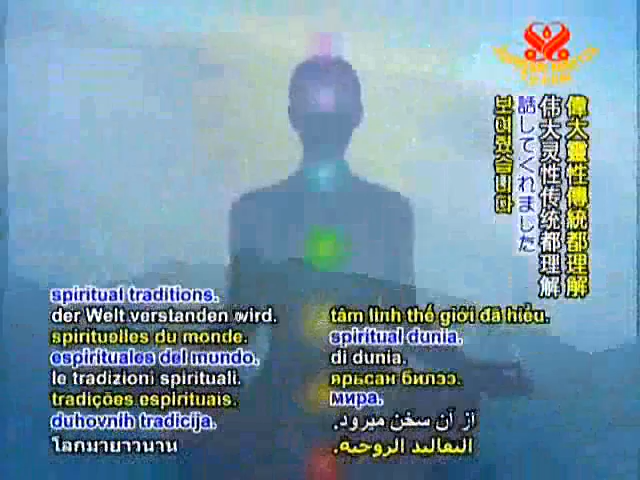 偉大靈性傳統都理解
伟大灵性传统都理解
話してくれました
보여줬습니다
spiritual traditions.
der Welt verstanden wird.
spirituelles du monde.
espirituales del mundo.
le tradizioni spirituali.
tradições espirituais.
duhovnih tradicija.
โลกมายาวนาน
tâm linh thế giới đã hiểu.
spiritual dunia.
di dunia.
ярьсан билээ.
мира.
از آن سخن میرود.
التقاليد الروحية.